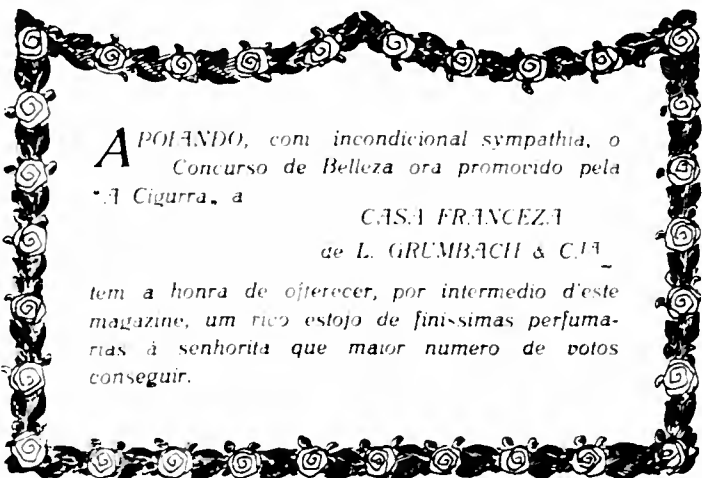 APOIANDO, com incondicional sympathia, o
Concurso de Belleza ora promovido pela
"A Cigarra„ a
CASA FRANCEZA
de L. GRUMBACH & C.IA
tem a honra de offerecer, por intermedio d'este
magazine, um rico estojo de finissimas perfuma-
rias á senhorita que maior numero de votos
conseguir.